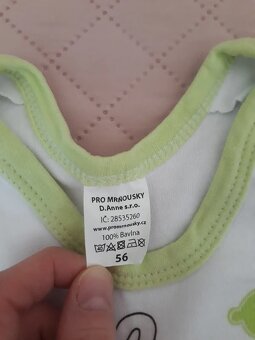 PRO MRŇOUSKY
D.Anne s.r.o.
IČ: 28535260
www.promrnousky.cz
100% Bavlna
56